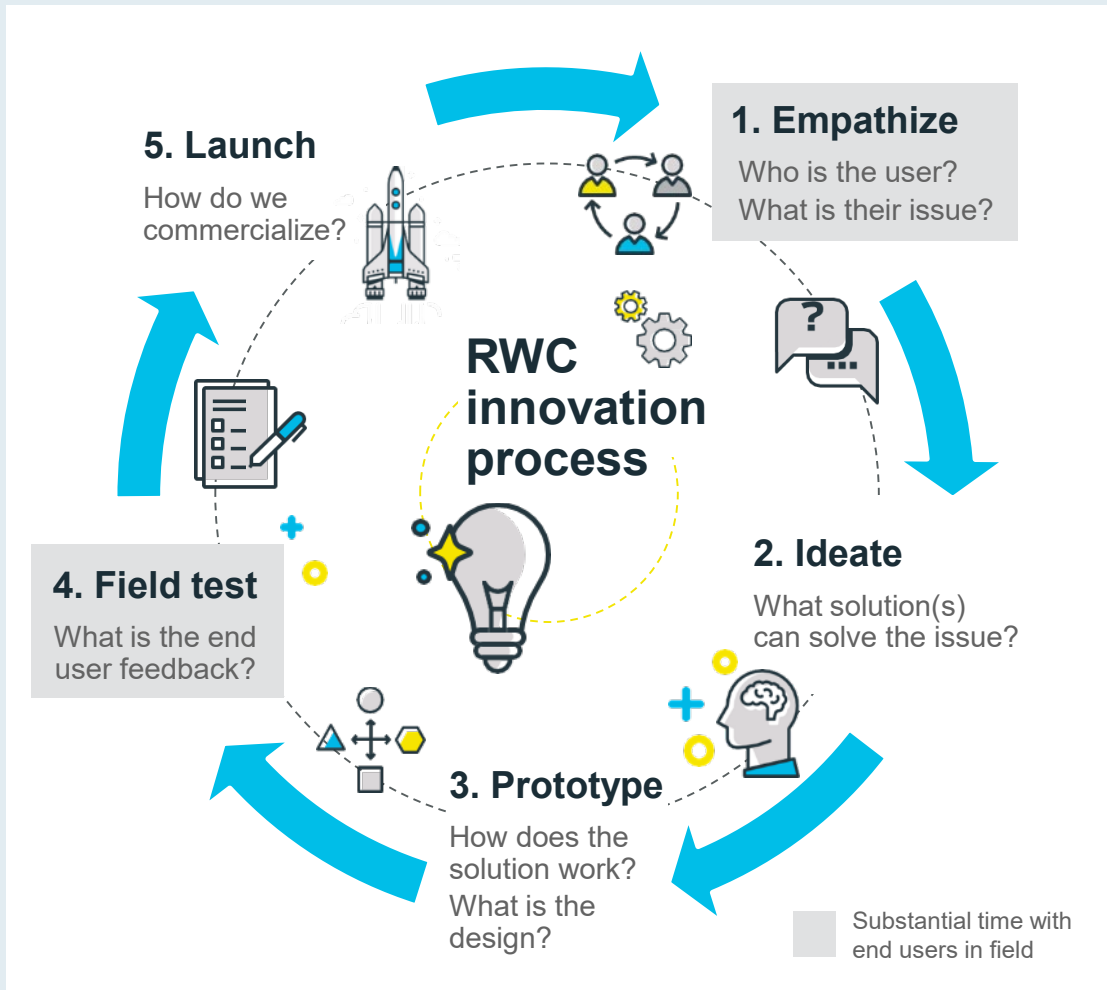 RWC
innovation
process
1. Empathize
Who is the user?
What is their issue?
?
...
2. Ideate
What solution(s)
can solve the issue?
3. Prototype
How does the
solution work?
What is the
design?
4. Field test
What is the end
user feedback?
5. Launch
How do we
commercialize?
Substantial time with
end users in field